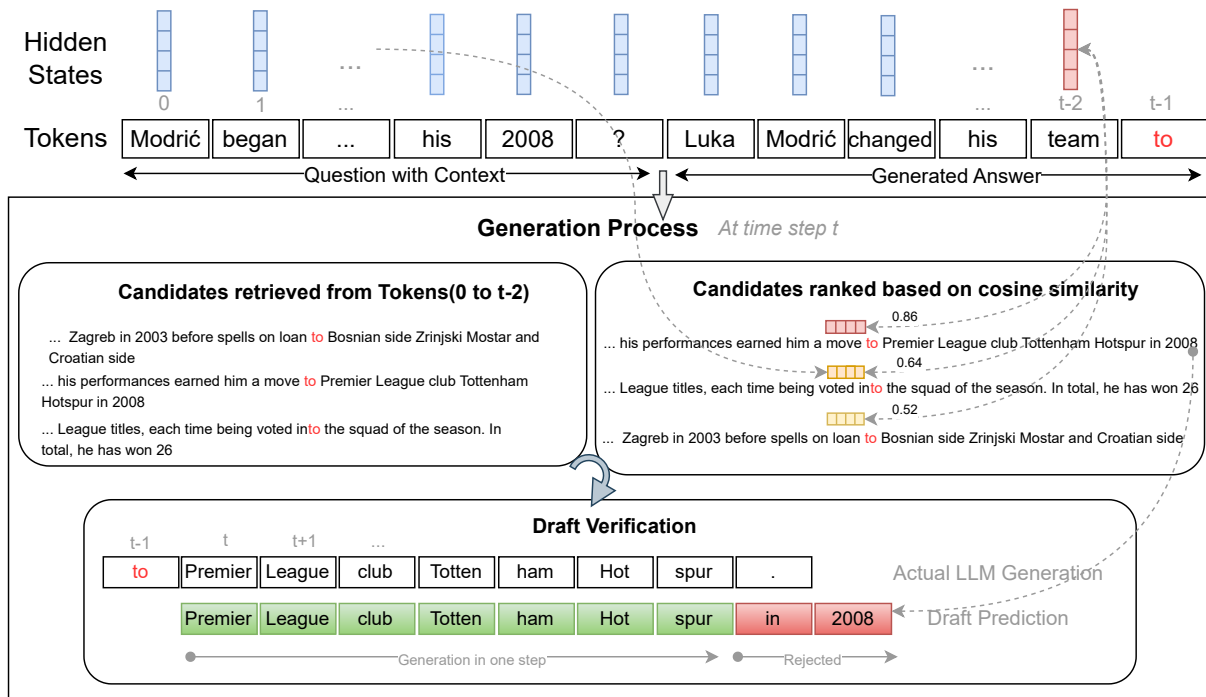 Hidden
States
...
...
0
1
...
...
t-2
t-1
Tokens
Modrić
began
...
his
2008
?
Luka
Modrić
changed
his
team
to
Question with Context
Generated Answer
Generation Process
At time step t
Candidates retrieved from Tokens(0 to t-2)
... Zagreb in 2003 before spells on loan to Bosnian side Zrinjski Mostar and
Croatian side
... his performances earned him a move to Premier League club Tottenham
Hotspur in 2008
... League titles, each time being voted into the squad of the season. In
total, he has won 26
Candidates ranked based on cosine similarity
0.86
... his performances earned him a move to Premier League club Tottenham Hotspur in 2008
0.64
... League titles, each time being voted into the squad of the season. In total, he has won 26
0.52
... Zagreb in 2003 before spells on loan to Bosnian side Zrinjski Mostar and Croatian side
Draft Verification
t-1
t
t+1
...
to
Premier
League
club
Totten
ham
Hot
spur
.
Actual LLM Generation
Premier
League
club
Totten
ham
Hot
spur
in
2008
Draft Prediction
Generation in one step
Rejected